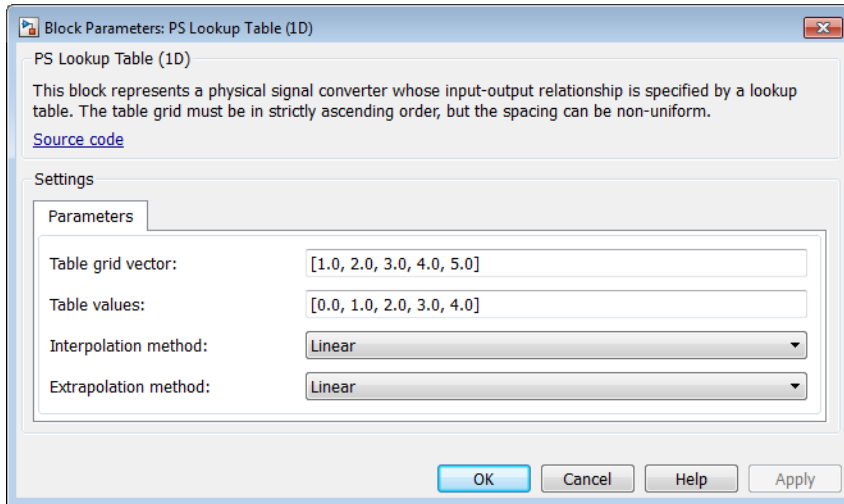 Block Parameters: PS Lookup Table (1D)
PS Lookup Table (1D)
This block represents a physical signal converter whose input-output relationship is specified by a lookup
table. The table grid must be in strictly ascending order, but the spacing can be non-uniform.
Source code
Settings
Parameters
Table grid vector: [1.0, 2.0, 3.0, 4.0, 5.0]
Table values: [0.0, 1.0, 2.0, 3.0, 4.0]
Interpolation method: Linear
Extrapolation method: Linear
OK Cancel Help Apply